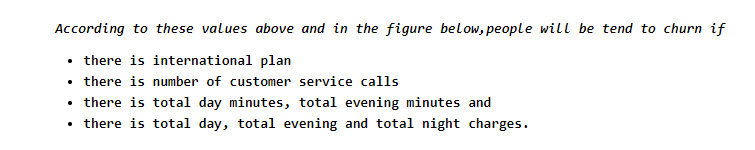 According to these values above and in the figure below,people will be tend to churn if
• there is international plan
• there is number of customer service calls
• there is total day minutes, total evening minutes and
• there is total day, total evening and total night charges.